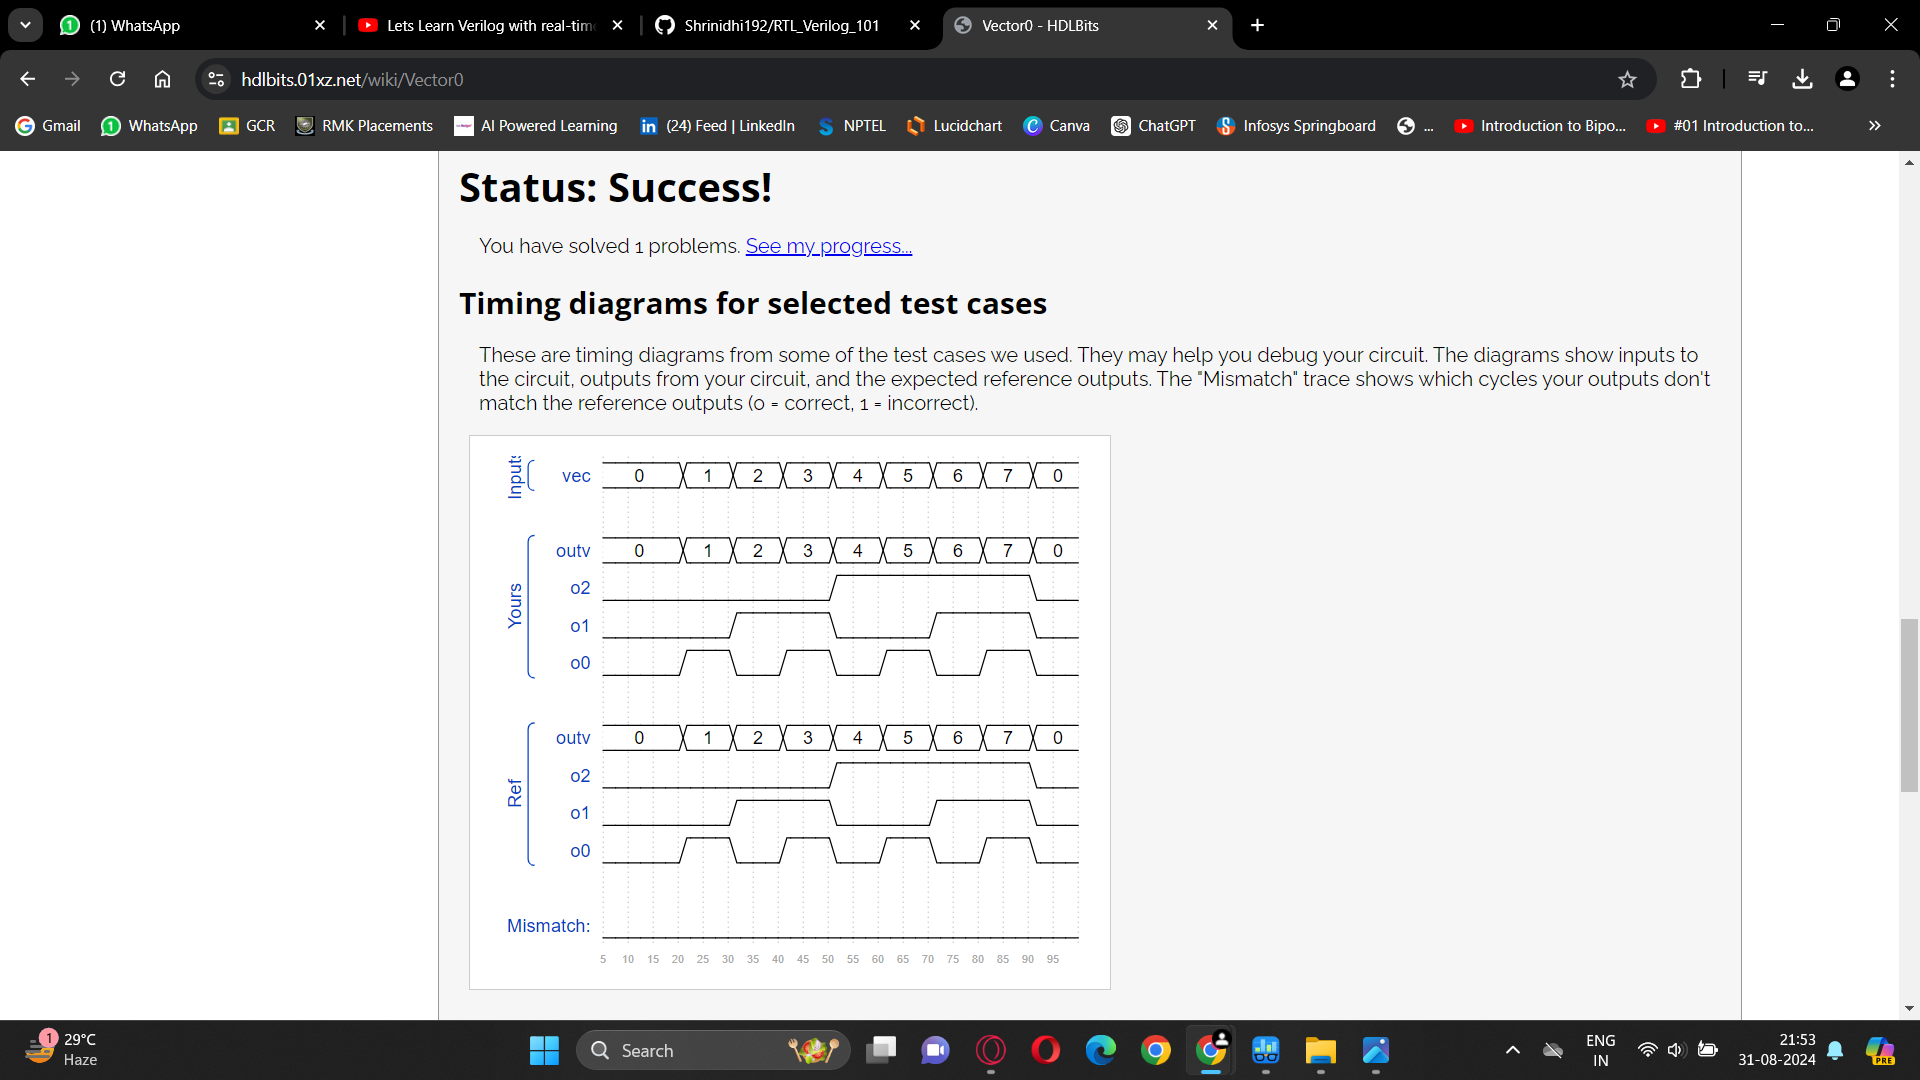 (1) WhatsApp
Lets Learn Verilog with real-tim
Shrinidhi192/RTL_Verilog_101
Vector0 - HDLBits
hdlbits.01xz.net/wiki/Vector0
Gmail
WhatsApp
GCR
RMK Placements
AI Powered Learning
(24) Feed | LinkedIn
NPTEL
Lucidchart
Canva
ChatGPT
Infosys Springboard
...
Introduction to Bipo...
#01 Introduction to...
Status: Success!
You have solved 1 problems. See my progress...
Timing diagrams for selected test cases
These are timing diagrams from some of the test cases we used. They may help you debug your circuit. The diagrams show inputs to
the circuit, outputs from your circuit, and the expected reference outputs. The "Mismatch" trace shows which cycles your outputs don't
match the reference outputs (0 = correct, 1 = incorrect).
Inputs
vec 0 1 2 3 4 5 6 7 0
Yours
outv 0 1 2 3 4 5 6 7 0
o2
o1
o0
Ref
outv 0 1 2 3 4 5 6 7 0
o2
o1
o0
Mismatch:
5 10 15 20 25 30 35 40 45 50 55 60 65 70 75 80 85 90 95
1
29°C
Haze
Search
ENG
IN
21:53
31-08-2024
PRE